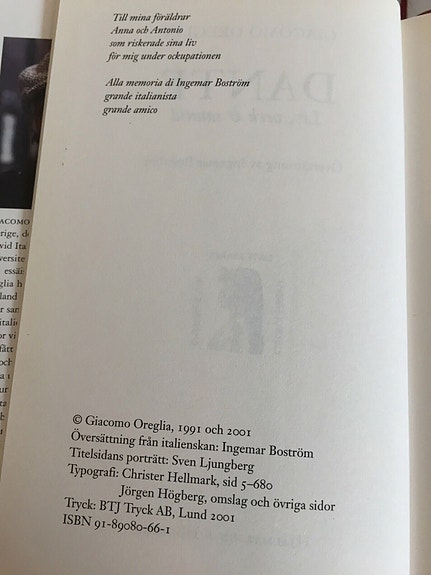 Till mina föräldrar
Anna och Antonio
som riskerade sina liv
för mig under ockupationen
Alla memoria di Ingemar Boström
grande italianista
grande amico
© Giacomo Oreglia, 1991 och 2001
Översättning från italienskan: Ingemar Boström
Titelsidans porträtt: Sven Ljungberg
Typografi: Christer Hellmark, sid 5–680
Jörgen Högberg, omslag och övriga sidor
Tryck: BTJ Tryck AB, Lund 2001
ISBN 91-89080-66-1